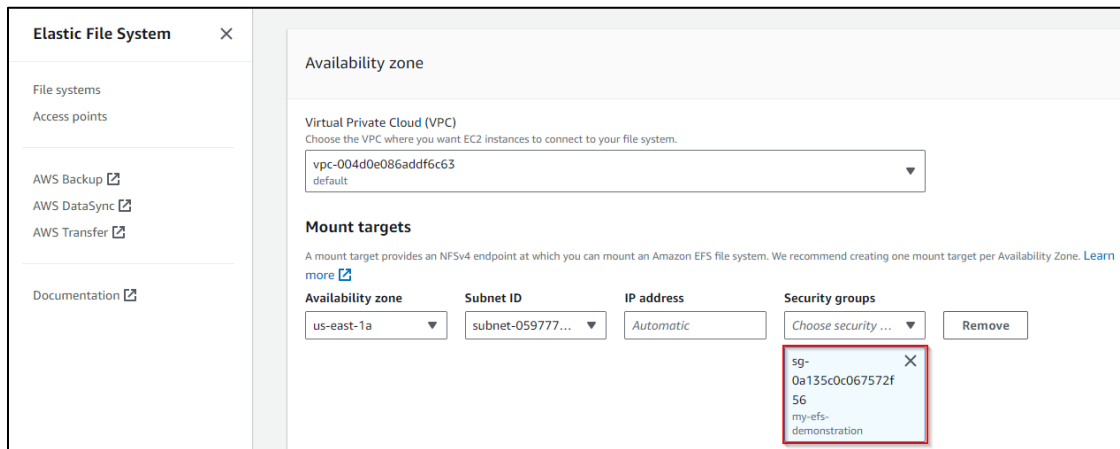 Elastic File System
File systems
Access points
AWS Backup
AWS DataSync
AWS Transfer
Documentation
Availability zone
Virtual Private Cloud (VPC)
Choose the VPC where you want EC2 instances to connect to your file system.
vpc-004d0e086addf6c63
default
Mount targets
A mount target provides an NFSv4 endpoint at which you can mount an Amazon EFS file system. We recommend creating one mount target per Availability Zone. Learn
more
Availability zone Subnet ID IP address Security groups
us-east-1a subnet-059777... Automatic Choose security ... Remove
sg-
0a135c0c067572f
56
my-efs-
demonstration